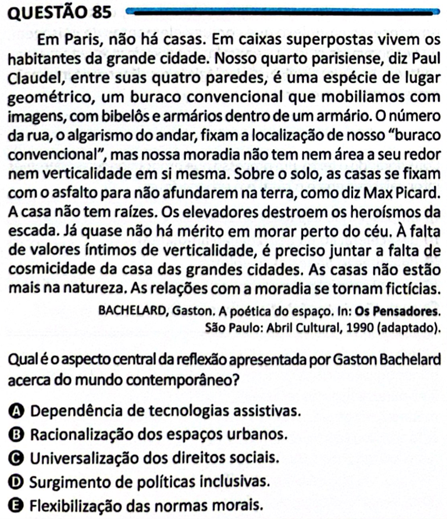 QUESTÃO 85
Em Paris, não há casas. Em caixas superpostas vivem os
habitantes da grande cidade. Nosso quarto parisiense, diz Paul
Claudel, entre suas quatro paredes, é uma espécie de lugar
geométrico, um buraco convencional que mobiliamos com
imagens, com bibelôs e armários dentro de um armário. O número
da rua, o algarismo do andar, fixam a localização de nosso “buraco
convencional”, mas nossa moradia não tem nem área a seu redor
nem verticalidade em si mesma. Sobre o solo, as casas se fixam
com o asfalto para não afundarem na terra, como diz Max Picard.
A casa não tem raízes. Os elevadores destroem os heroísmos da
escada. Já quase não há mérito em morar perto do céu. À falta
de valores íntimos de verticalidade, é preciso juntar a falta de
cosmicidade da casa das grandes cidades. As casas não estão
mais na natureza. As relações com a moradia se tornam fictícias.
BACHELARD, Gaston. A poética do espaço. In: Os Pensadores.
São Paulo: Abril Cultural, 1990 (adaptado).
Qual é o aspecto central da reflexão apresentada por Gaston Bachelard
acerca do mundo contemporâneo?
A Dependência de tecnologias assistivas.
B Racionalização dos espaços urbanos.
C Universalização dos direitos sociais.
D Surgimento de políticas inclusivas.
E Flexibilização das normas morais.